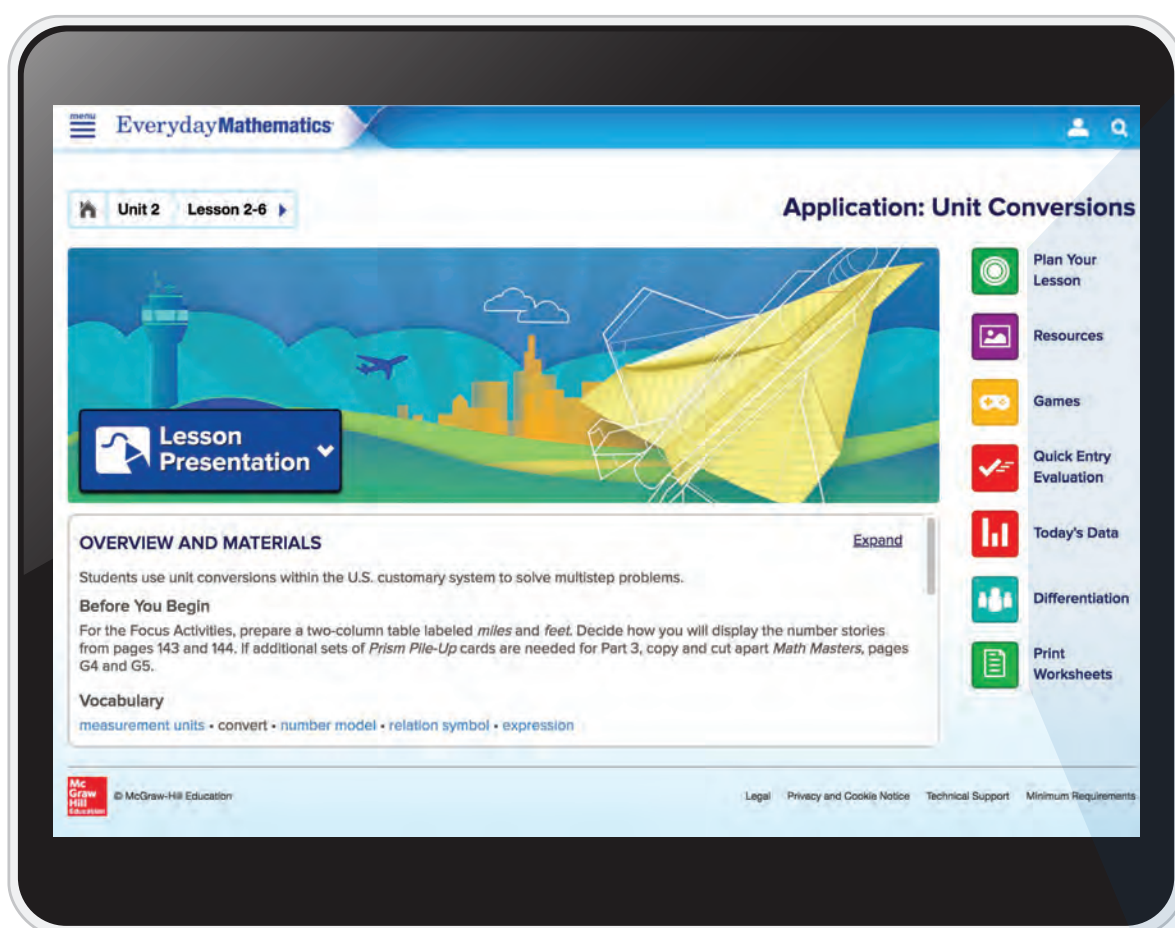 menu
EverydayMathematics
Unit 2 Lesson 2-6
Application: Unit Conversions
Lesson
Presentation
Plan Your
Lesson
Resources
Games
Quick Entry
Evaluation
Today's Data
Differentiation
Print
Worksheets
OVERVIEW AND MATERIALS
Expand
Students use unit conversions within the U.S. customary system to solve multistep problems.
Before You Begin
For the Focus Activities, prepare a two-column table labeled miles and feet. Decide how you will display the number stories
from pages 143 and 144. If additional sets of Prism Pile-Up cards are needed for Part 3, copy and cut apart Math Masters, pages
G4 and G5.
Vocabulary
measurement units • convert • number model • relation symbol • expression
Mc
Graw
Hill
Education
© McGraw-Hill Education
Legal Privacy and Cookie Notice Technical Support Minimum Requirements